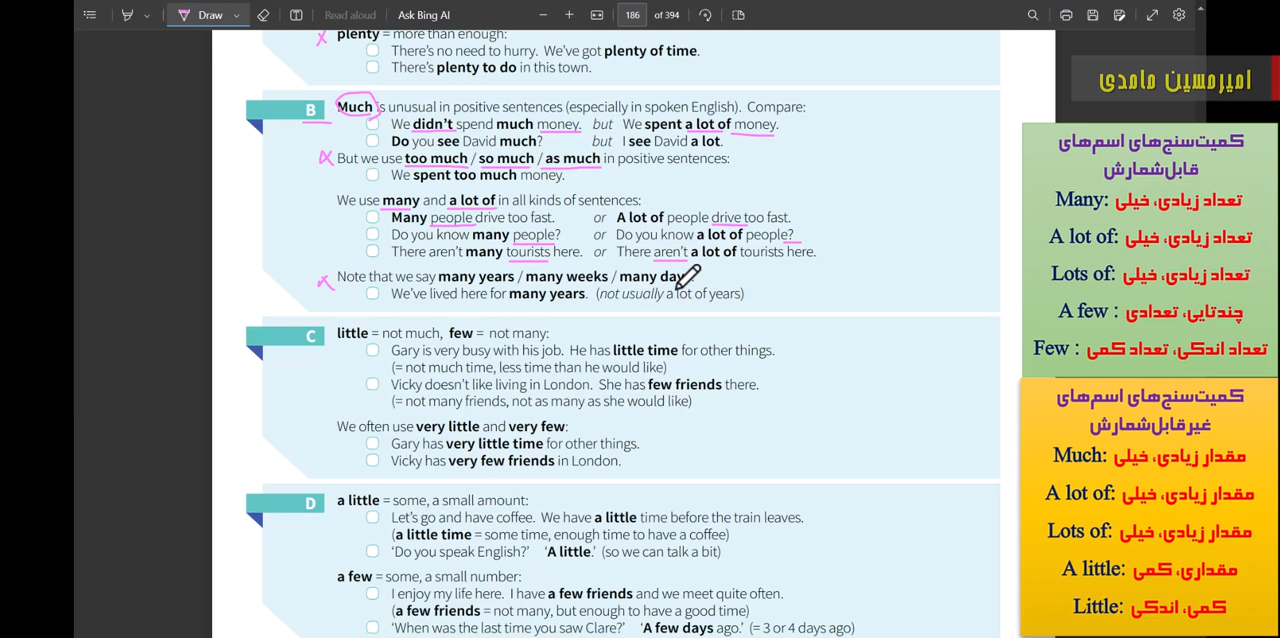 Draw
Read aloud
Ask Bing AI
186 of 394
امیرحسین حامدی
plenty = more than enough:
There's no need to hurry. We've got plenty of time.
There's plenty to do in this town.
B
Much is unusual in positive sentences (especially in spoken English). Compare:
We didn't spend much money. but We spent a lot of money.
Do you see David much? but I see David a lot.
But we use too much / so much / as much in positive sentences:
We spent too much money.
We use many and a lot of in all kinds of sentences:
Many people drive too fast. or A lot of people drive too fast.
Do you know many people? or Do you know a lot of people?
There aren't many tourists here. or There aren't a lot of tourists here.
Note that we say many years / many weeks / many day
We've lived here for many years. (not usually a lot of years)
C
little = not much, few = not many:
Gary is very busy with his job. He has little time for other things.
(= not much time, less time than he would like)
Vicky doesn't like living in London. She has few friends there.
(= not many friends, not as many as she would like)
We often use very little and very few:
Gary has very little time for other things.
Vicky has very few friends in London.
D
a little = some, a small amount:
Let's go and have coffee. We have a little time before the train leaves.
(a little time = some time, enough time to have a coffee)
'Do you speak English?' 'A little.' (so we can talk a bit)
a few = some, a small number:
I enjoy my life here. I have a few friends and we meet quite often.
(a few friends = not many, but enough to have a good time)
'When was the last time you saw Clare?' 'A few days ago.' (= 3 or 4 days ago)
کمیت‌سنج‌های اسم‌های
قابل‌شمارش
Many: تعداد زیادی، خیلی
A lot of: تعداد زیادی، خیلی
Lots of: تعداد زیادی، خیلی
A few : چندتایی، تعدادی
Few : تعداد اندکی، تعداد کمی
کمیت‌سنج‌های اسم‌های
غیرقابل‌شمارش
Much: مقدار زیادی، خیلی
A lot of: مقدار زیادی، خیلی
Lots of: مقدار زیادی، خیلی
A little: مقداری، کمی
Little: کمی، اندکی